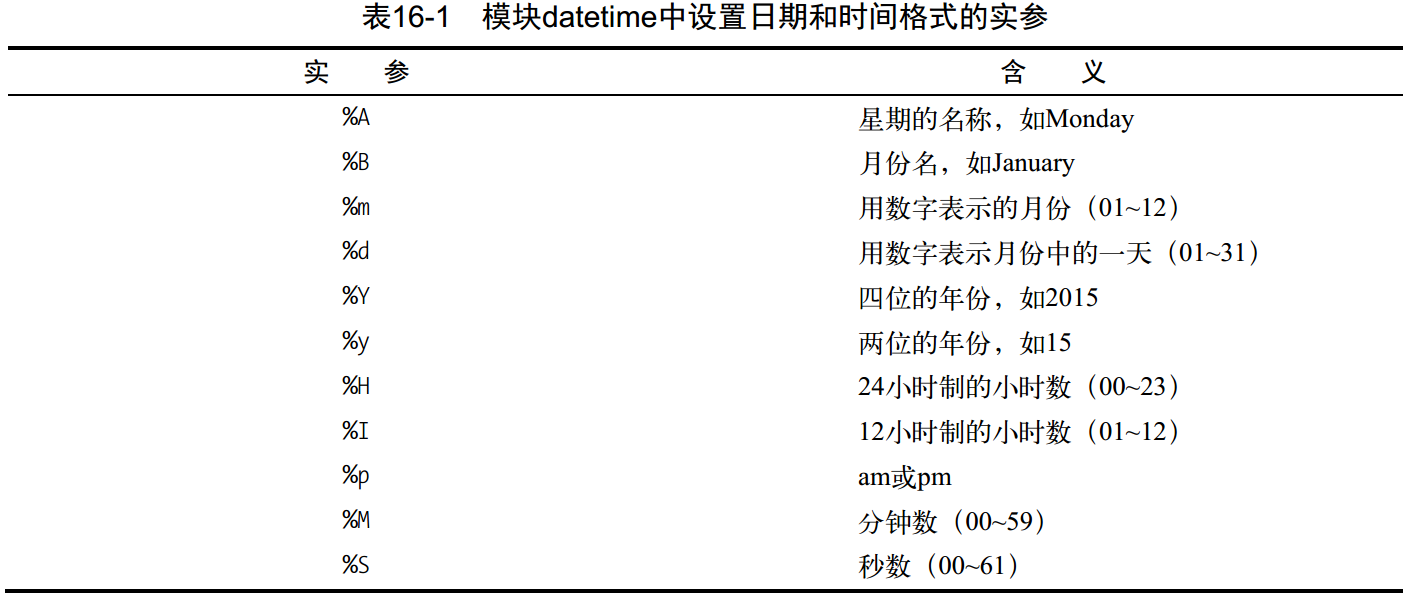 表16-1 模块datetime中设置日期和时间格式的实参
实 参 含 义
%A 星期的名称，如Monday
%B 月份名，如January
%m 用数字表示的月份（01~12）
%d 用数字表示月份中的一天（01~31）
%Y 四位的年份，如2015
%y 两位的年份，如15
%H 24小时制的小时数（00~23）
%I 12小时制的小时数（01~12）
%p am或pm
%M 分钟数（00~59）
%S 秒数（00~61）